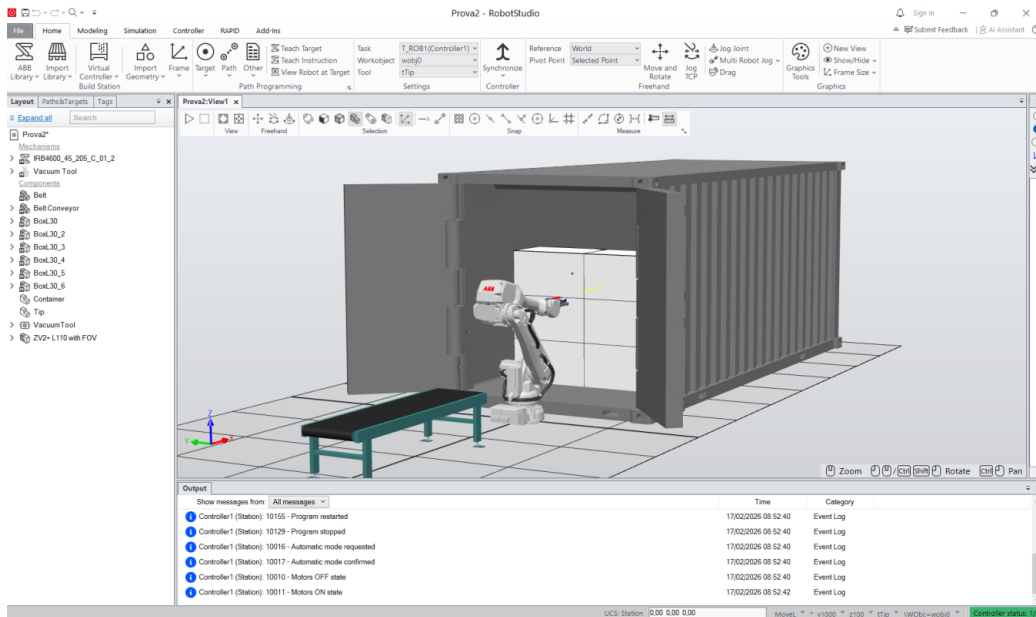 Prova2 - RobotStudio
Sign in
File Home Modeling Simulation Controller RAPID Add-Ins
Submit Feedback AI Assistant
ABB Library
Import Library
Virtual Controller
Import Geometry
Frame
Target
Path
Other
Teach Target
Teach Instruction
View Robot at Target
Task T_ROB1(Controller1)
Workobject wobj0
Tool tTip
Synchronize
Reference World
Pivot Point Selected Point
Move and Rotate
Jog TCP
Jog Joint
Multi Robot Jog
Drag
Graphics Tools
New View
Show/Hide
Frame Size
Build Station Path Programming Settings Controller Freehand Graphics
Layout Paths&Targets Tags
Prova2:View1
Expand all Search
View Freehand Selection Snap Measure
Prova2*
Mechanisms
IRB4600_45_205_C_01_2
Vacuum Tool
Components
Belt
Belt Conveyor
BoxL30
BoxL30_2
BoxL30_3
BoxL30_4
BoxL30_5
BoxL30_6
Container
Tip
VacuumTool
ZV2+ L110 with FOV
ABB
Z
Y X
Zoom / Ctrl Shift Rotate Ctrl Pan
Output
Show messages from: All messages Time Category
Controller1 (Station): 10155 - Program restarted 17/02/2026 08:52:40 Event Log
Controller1 (Station): 10129 - Program stopped 17/02/2026 08:52:40 Event Log
Controller1 (Station): 10016 - Automatic mode requested 17/02/2026 08:52:40 Event Log
Controller1 (Station): 10017 - Automatic mode confirmed 17/02/2026 08:52:40 Event Log
Controller1 (Station): 10010 - Motors OFF state 17/02/2026 08:52:40 Event Log
Controller1 (Station): 10011 - Motors ON state 17/02/2026 08:52:42 Event Log
UCS: Station 0,00 0,00 0,00 MoveL * v1000 z100 tTip \WObj:=wobj0 Controller status: 1/